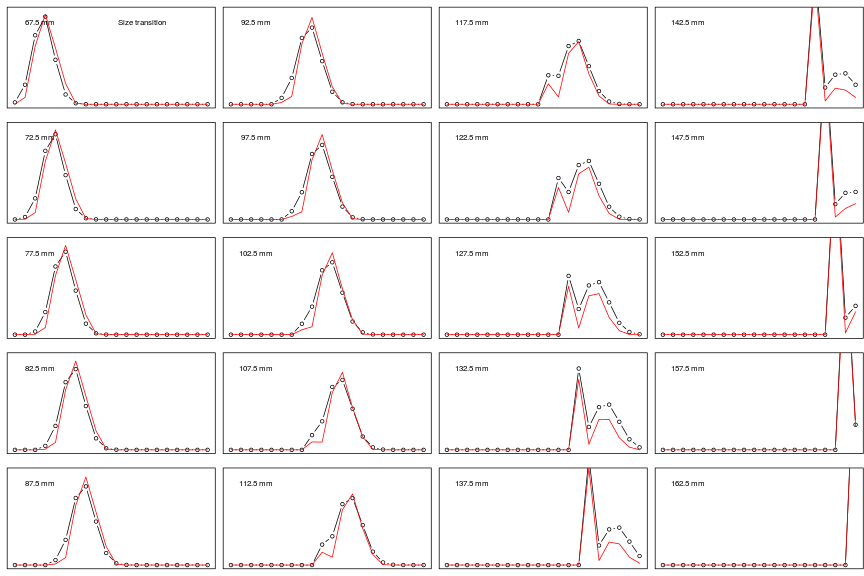 67.5 mm
Size transition
72.5 mm
77.5 mm
82.5 mm
87.5 mm
92.5 mm
97.5 mm
102.5 mm
107.5 mm
112.5 mm
117.5 mm
122.5 mm
127.5 mm
132.5 mm
137.5 mm
142.5 mm
147.5 mm
152.5 mm
157.5 mm
162.5 mm